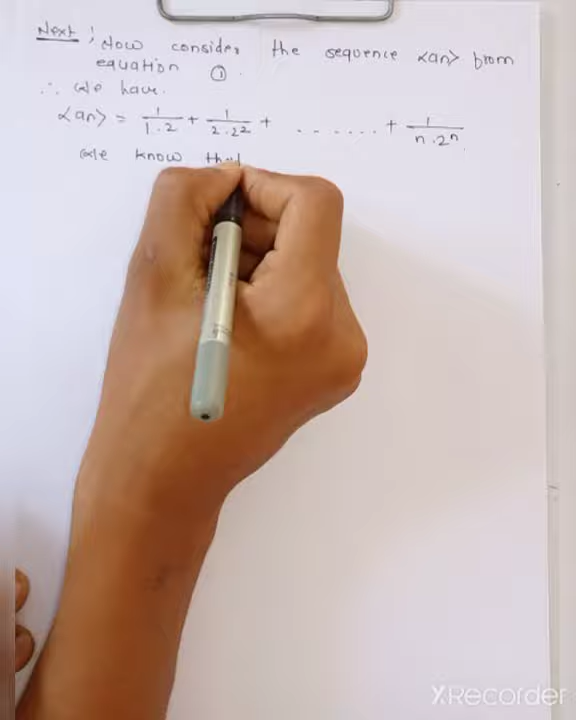 Next : Now consider the sequence <an> from
equation ①.
∴ We have
<an> = 1/1.2 + 1/2.2² + ....... + 1/n.2ⁿ.
We know that
XRecorder